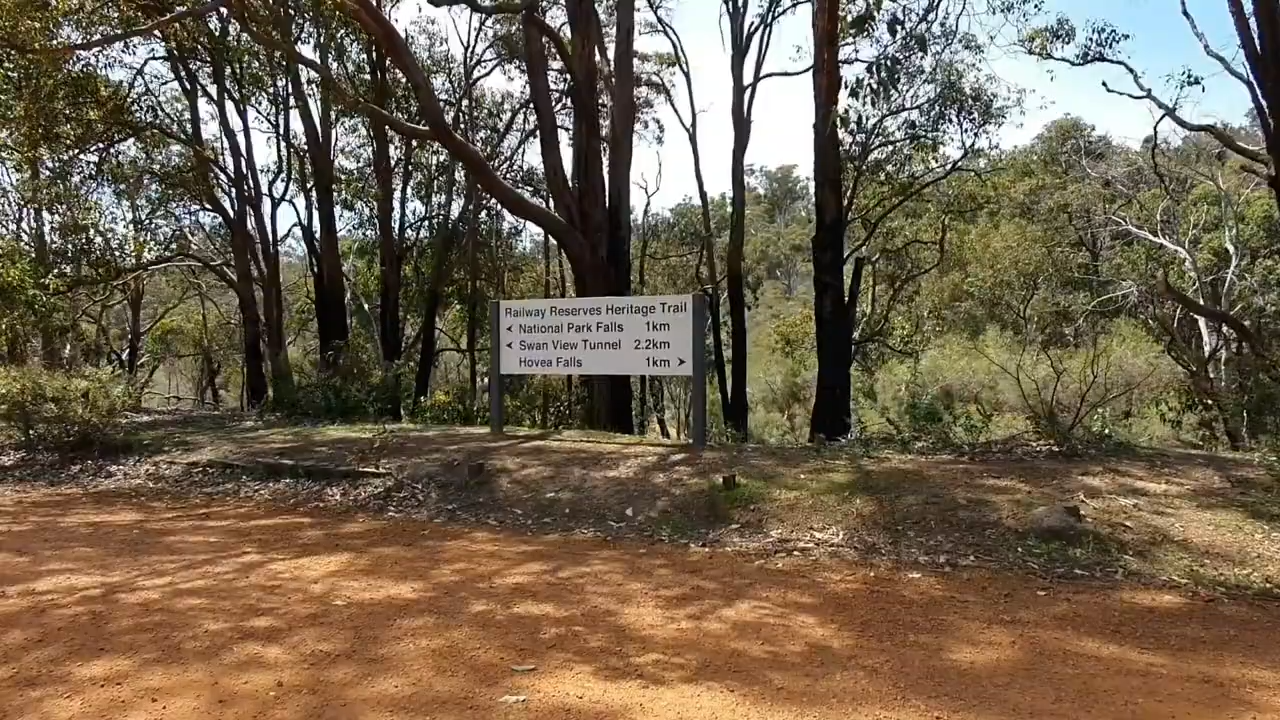 Railway Reserves Heritage Trail
< National Park Falls 1km
< Swan View Tunnel 2.2km
Hovea Falls 1km >